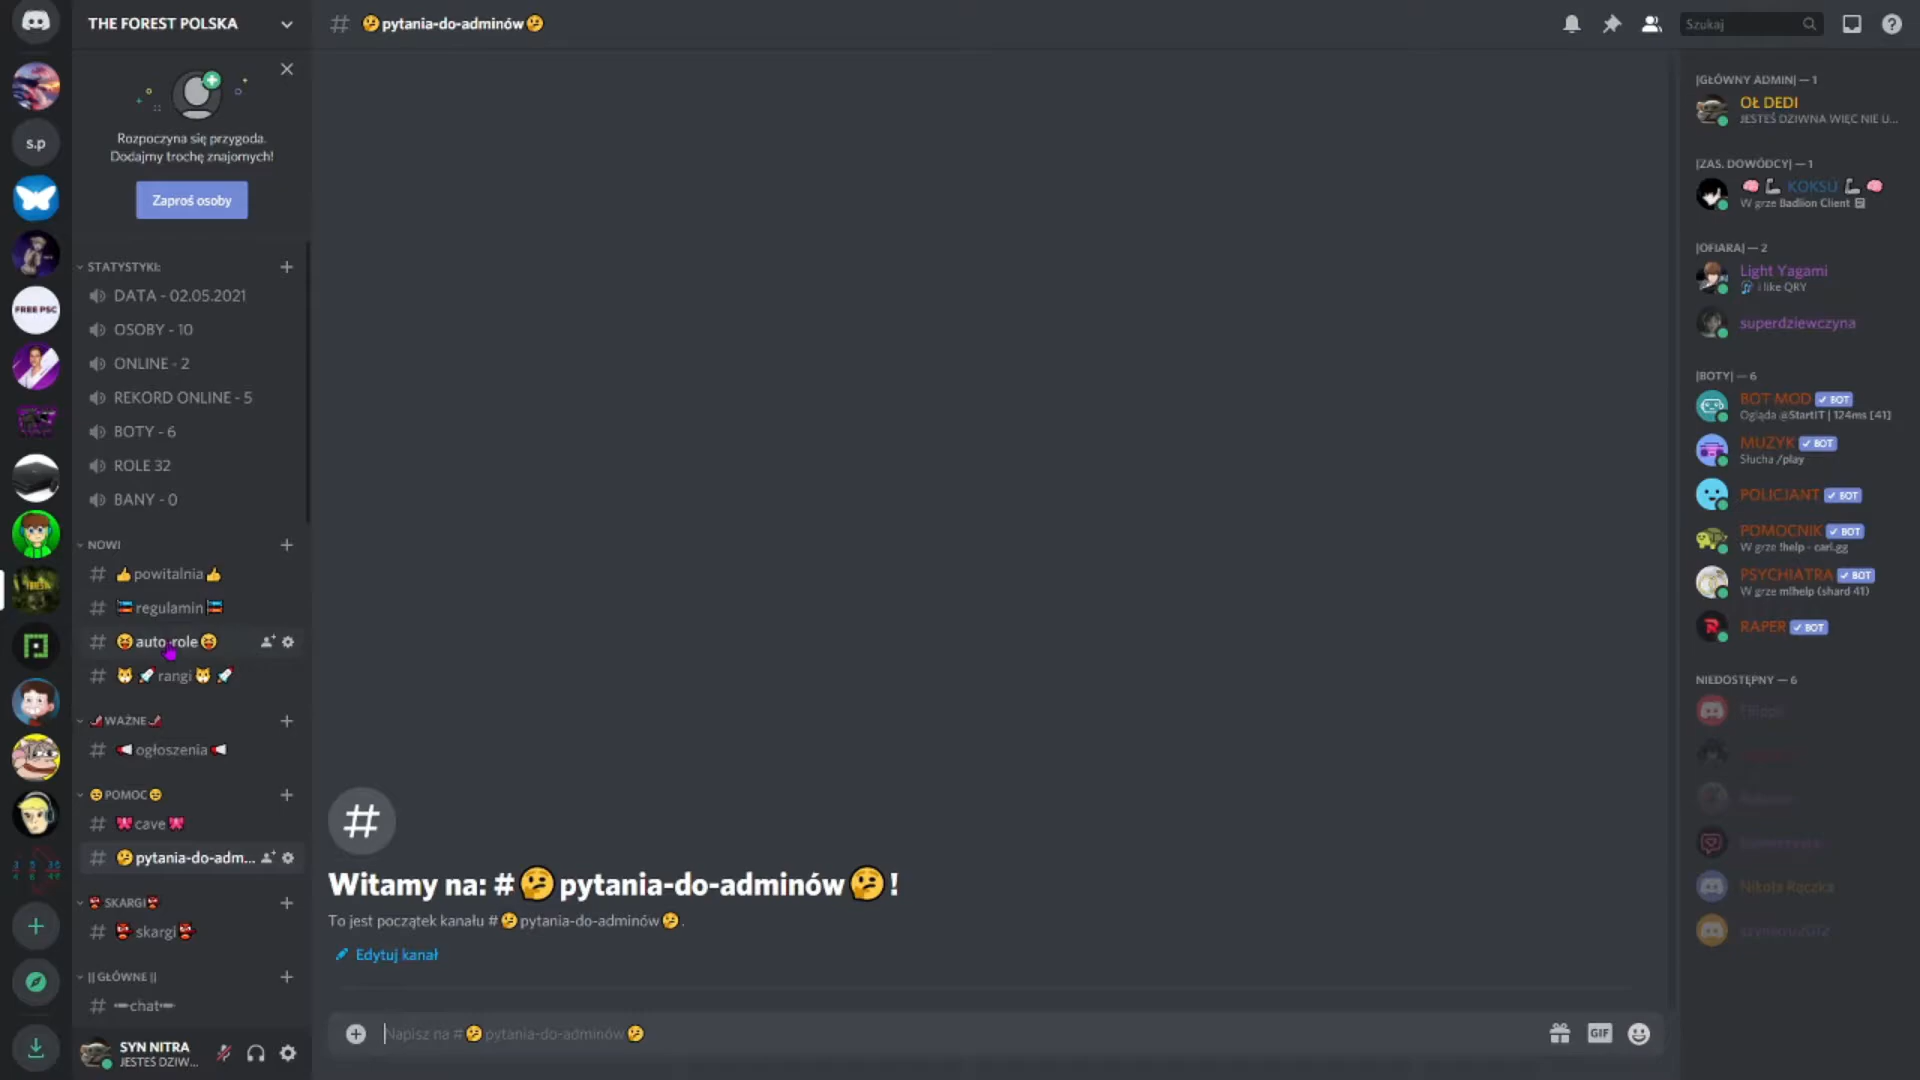 THE FOREST POLSKA
Rozpoczyna się przygoda.
Dodajmy trochę znajomych!
Zaproś osoby
STATYSTYKI:
DATA - 02.05.2021
OSOBY - 10
ONLINE - 2
REKORD ONLINE - 5
BOTY - 6
ROLE 32
BANY - 0
NOWI
# 👍powitalnia👍
# regulamin
# 😝auto-role😝
# 🐹🚀rangi🐹🚀
WAŻNE
# 📢ogłoszenia📢
POMOC
# cave
# 🤔pytania-do-adm...
👹SKARGI👹
# 👹skargi👹
|| GŁÓWNE ||
# chat
SYN NITRA
JESTEŚ DZIW...
s.p
FREE PSC
# 🤔pytania-do-adminów🤔
Szukaj
Witamy na: #🤔pytania-do-adminów🤔!
To jest początek kanału #🤔pytania-do-adminów🤔.
Edytuj kanał
Napisz na #🤔pytania-do-adminów🤔
GIF
|GŁÓWNY ADMIN| — 1
OŁ DEDI
JESTEŚ DZIWNA WIĘC NIE U...
|ZAS. DOWÓDCY| — 1
🧠🦾 KOKSU 🦾🧠
W grze Badlion Client
|OFIARA| — 2
Light Yagami
i like QRY
superdziewczyna
|BOTY| — 6
BOT MOD ✓ BOT
Ogląda @StartIT | 124ms [41]
MUZYK ✓ BOT
Słucha /play
POLICJANT ✓ BOT
POMOCNIK ✓ BOT
W grze !help - carl.gg
PSYCHIATRA ✓ BOT
W grze m!help (shard 41)
RAPER ✓ BOT
NIEDOSTĘPNY — 6
Nikola Rączka